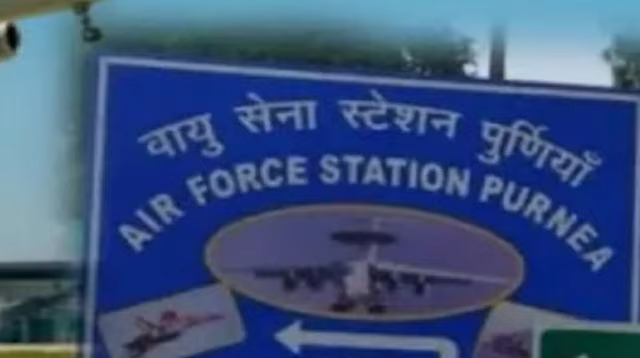 वायु सेना स्टेशन पुर्णियाँ
AIR FORCE STATION PURNEA